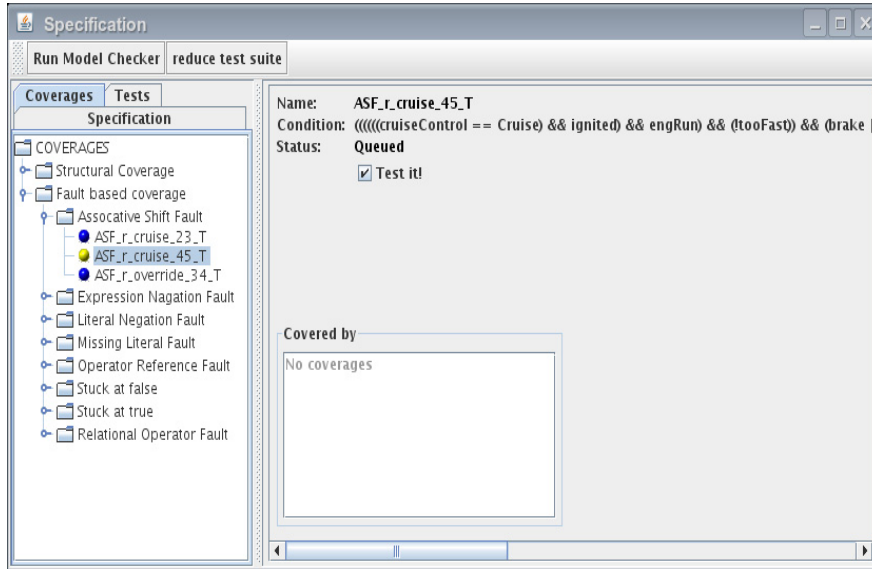 Specification
Run Model Checker reduce test suite
Coverages Tests
Specification
COVERAGES
Structural Coverage
Fault based coverage
Assocative Shift Fault
ASF_r_cruise_23_T
ASF_r_cruise_45_T
ASF_r_override_34_T
Expression Nagation Fault
Literal Negation Fault
Missing Literal Fault
Operator Reference Fault
Stuck at false
Stuck at true
Relational Operator Fault
Name: ASF_r_cruise_45_T
Condition: ((((((cruiseControl == Cruise) && ignited) && engRun) && (!tooFast)) && (brake |
Status: Queued
Test it!
Covered by
No coverages